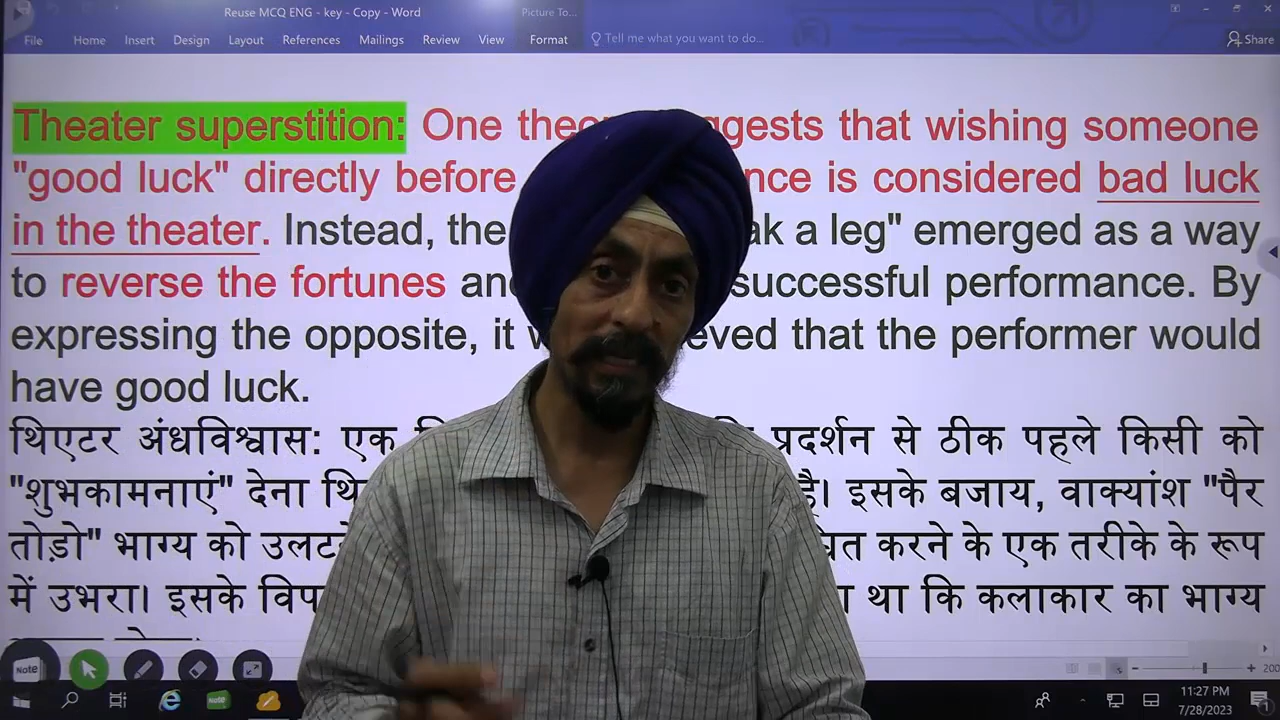 Reuse MCQ ENG - key - Copy - Word
Picture To...
File Home Insert Design Layout References Mailings Review View Format Tell me what you want to do... Share
Theater superstition: One ggests that wishing someone
"good luck" directly before nce is considered bad luck
in the theater. Instead, the ak a leg" emerged as a way
to reverse the fortunes successful performance. By
expressing the opposite, it eved that the performer would
have good luck.
थिएटर अंधविश्वास: एक प्रदर्शन से ठीक पहले किसी को
"शुभकामनाएं" देना है। इसके बजाय, वाक्यांश "पैर
तोड़ो" भाग्य को करने के एक तरीके के रूप
में उभरा। इसके था कि कलाकार का भाग्य
Note
200
Note
11:27 PM
7/28/2023